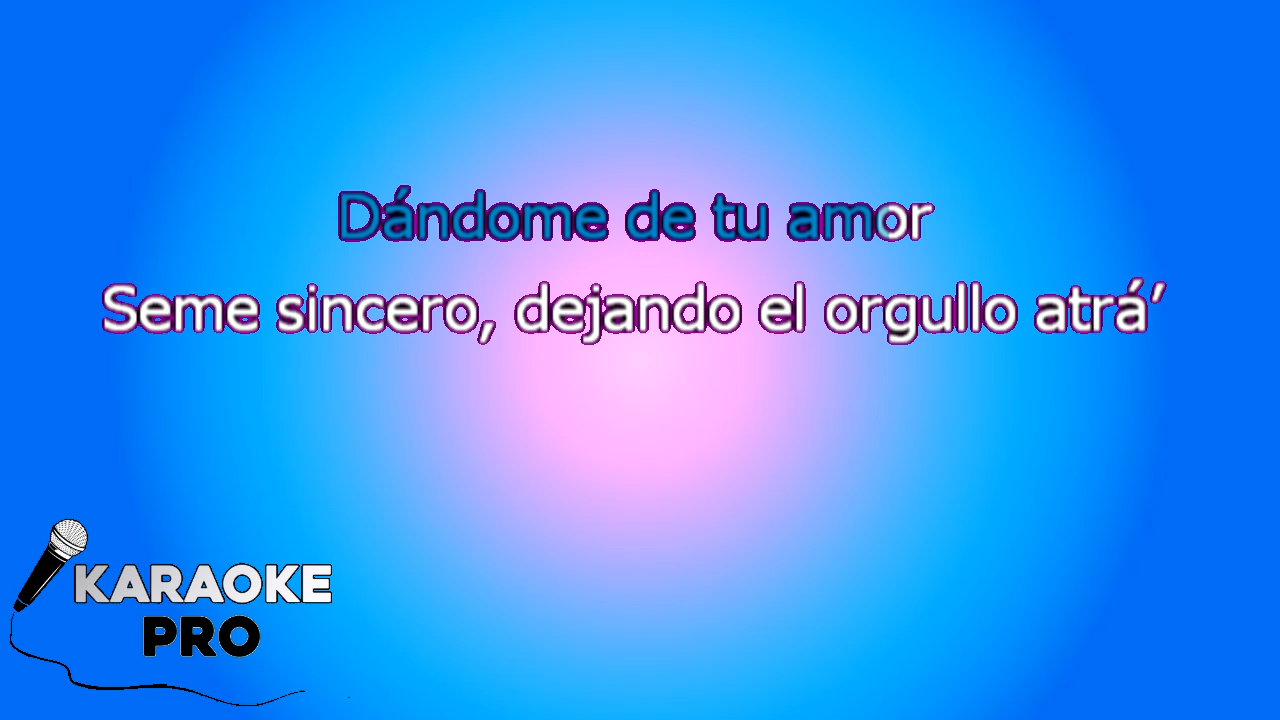 Dándome de tu amor
Seme sincero, dejando el orgullo atrá’
KARAOKE
PRO